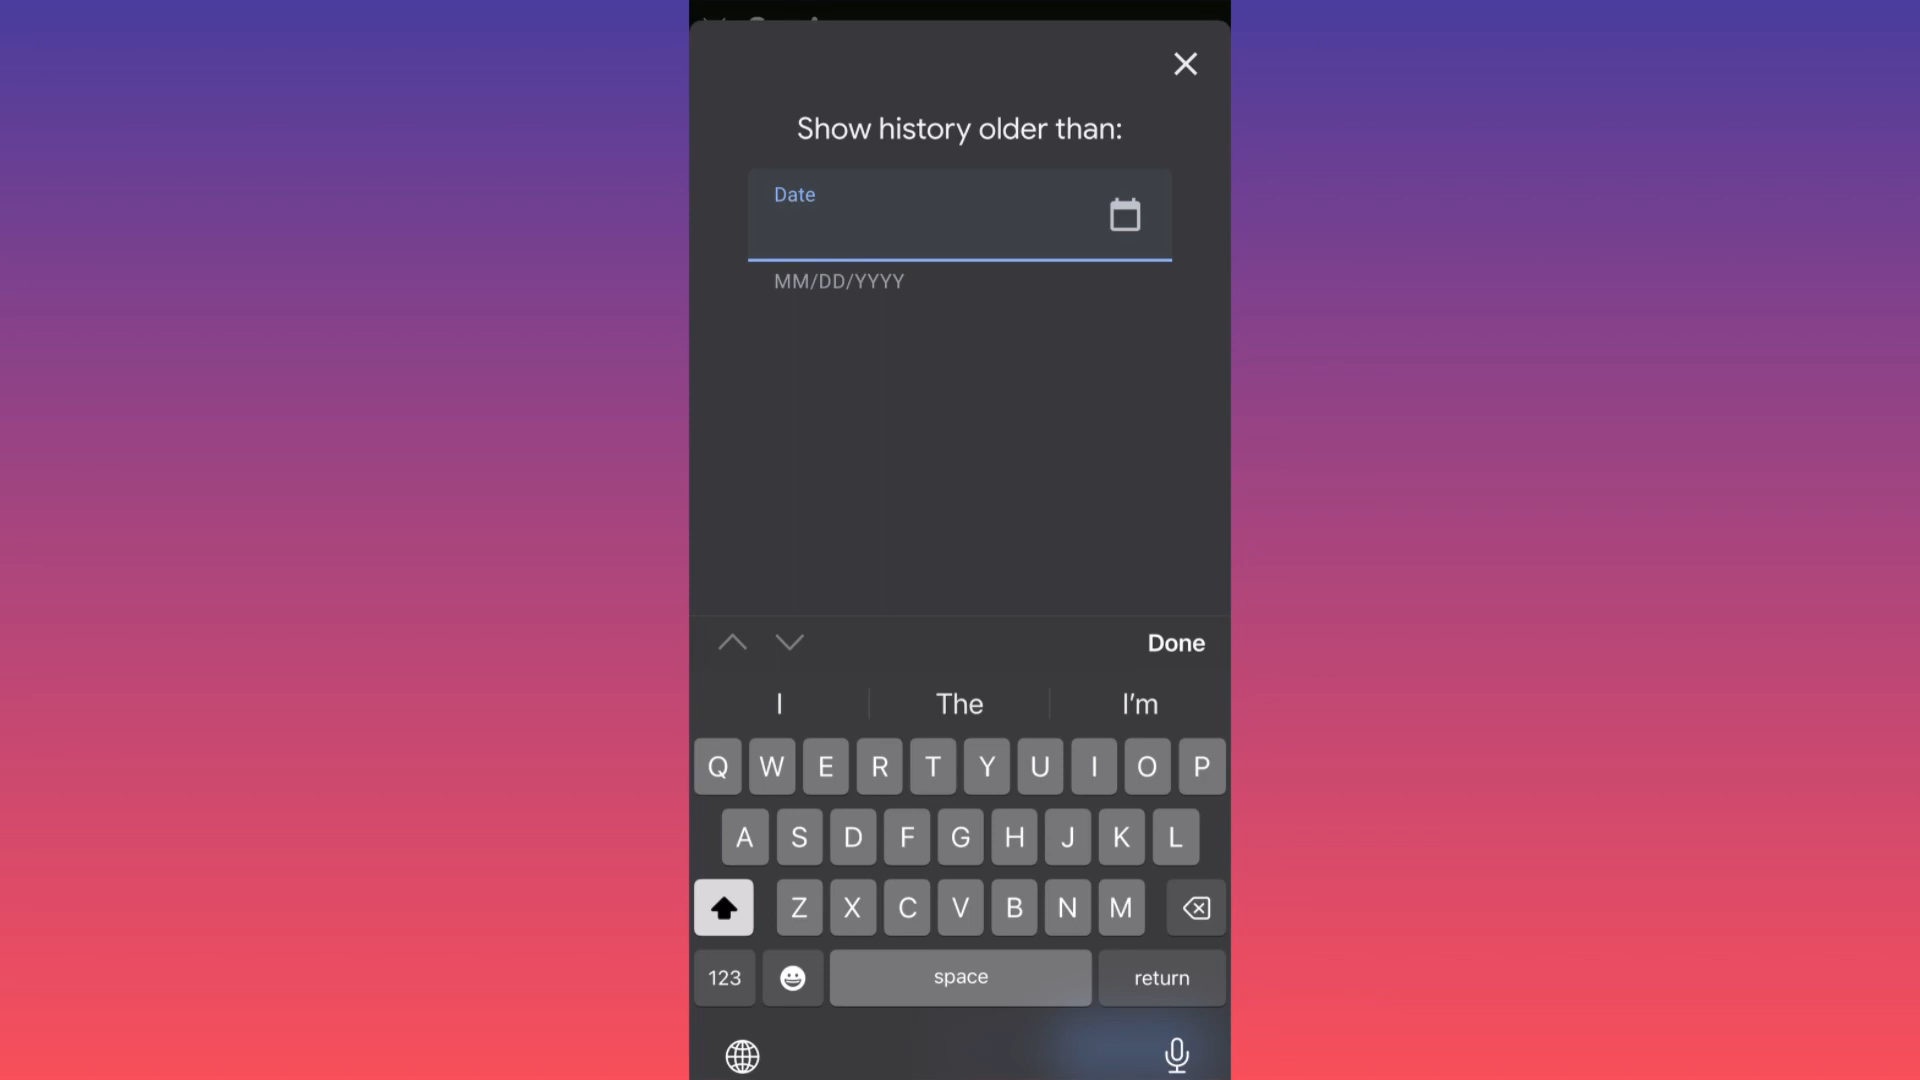 Show history older than:
Date
MM/DD/YYYY
Done
I The I'm
Q W E R T Y U I O P
A S D F G H J K L
Z X C V B N M
123 space return